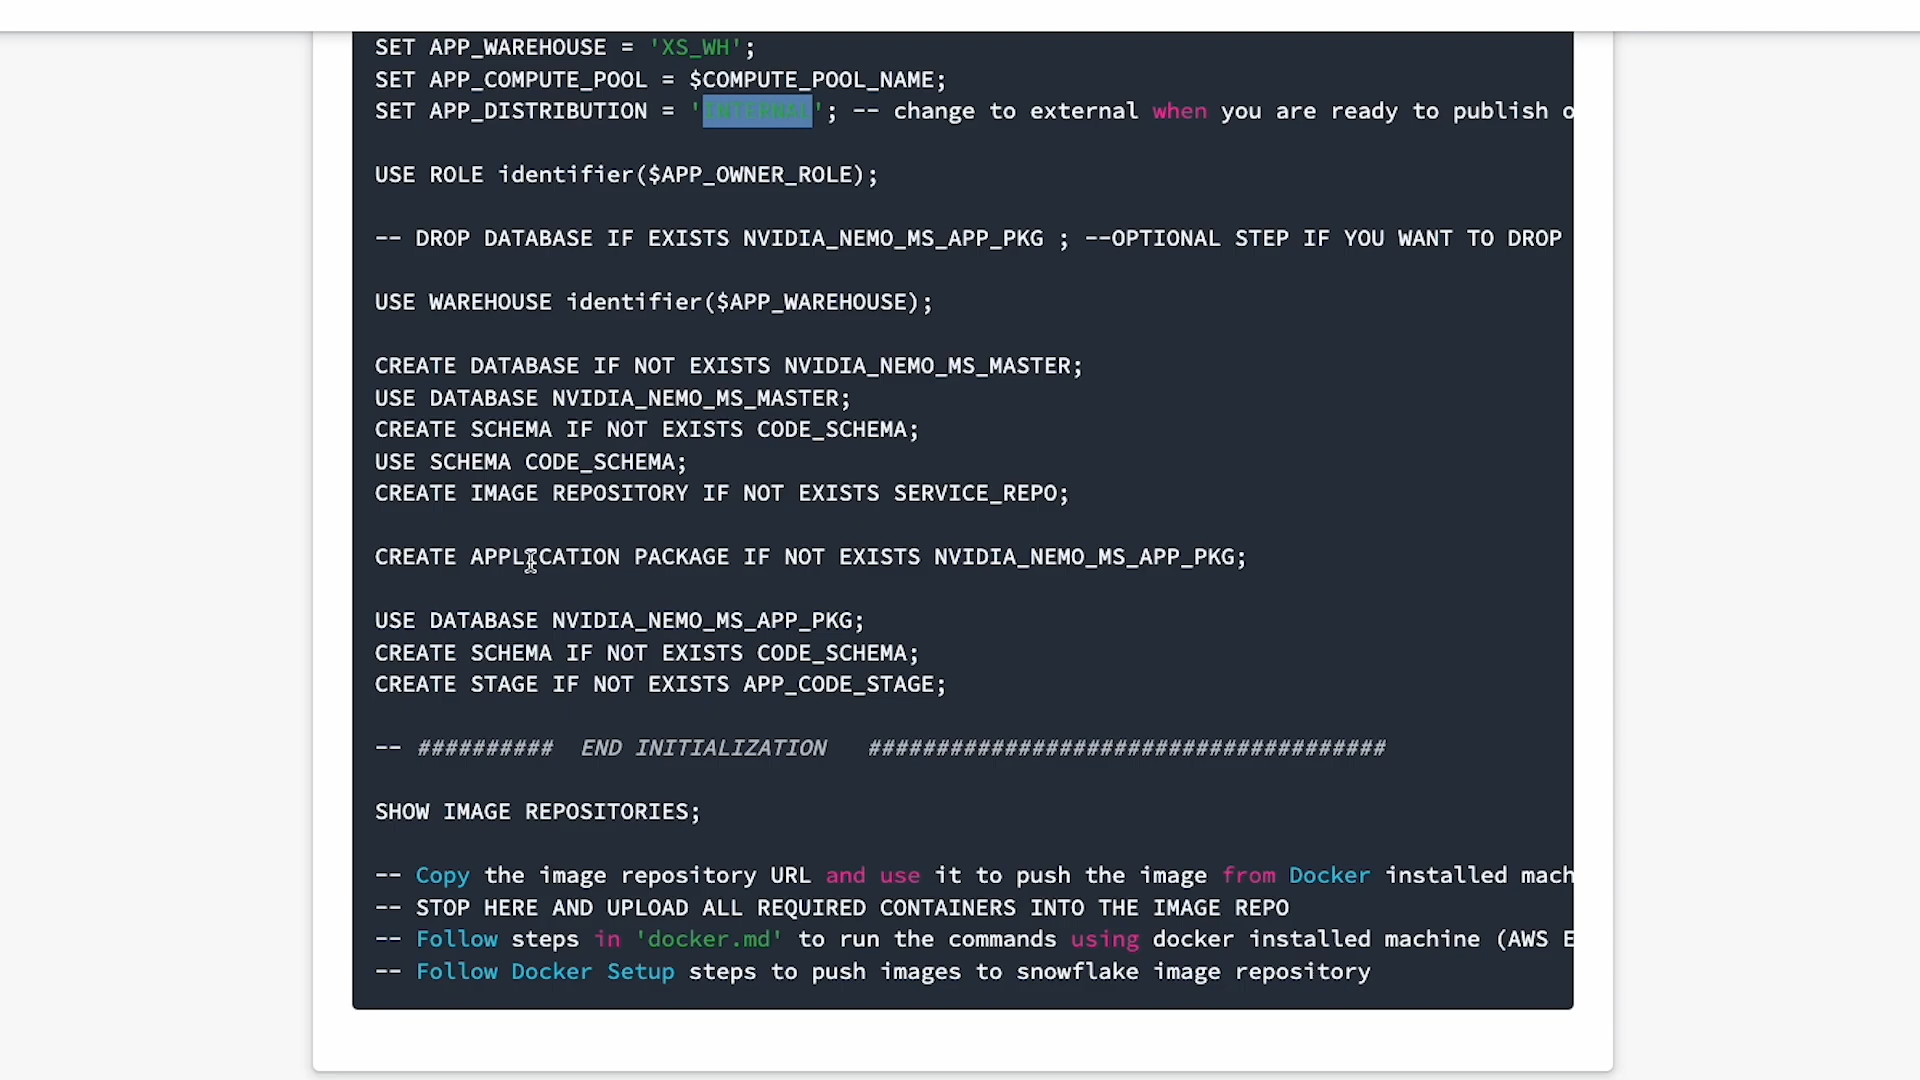 SET APP_WAREHOUSE = 'XS_WH';
SET APP_COMPUTE_POOL = $COMPUTE_POOL_NAME;
SET APP_DISTRIBUTION = 'INTERNAL'; -- change to external when you are ready to publish o
USE ROLE identifier($APP_OWNER_ROLE);
-- DROP DATABASE IF EXISTS NVIDIA_NEMO_MS_APP_PKG ; --OPTIONAL STEP IF YOU WANT TO DROP
USE WAREHOUSE identifier($APP_WAREHOUSE);
CREATE DATABASE IF NOT EXISTS NVIDIA_NEMO_MS_MASTER;
USE DATABASE NVIDIA_NEMO_MS_MASTER;
CREATE SCHEMA IF NOT EXISTS CODE_SCHEMA;
USE SCHEMA CODE_SCHEMA;
CREATE IMAGE REPOSITORY IF NOT EXISTS SERVICE_REPO;
CREATE APPLICATION PACKAGE IF NOT EXISTS NVIDIA_NEMO_MS_APP_PKG;
USE DATABASE NVIDIA_NEMO_MS_APP_PKG;
CREATE SCHEMA IF NOT EXISTS CODE_SCHEMA;
CREATE STAGE IF NOT EXISTS APP_CODE_STAGE;
-- ########## END INITIALIZATION ######################################
SHOW IMAGE REPOSITORIES;
-- Copy the image repository URL and use it to push the image from Docker installed mach
-- STOP HERE AND UPLOAD ALL REQUIRED CONTAINERS INTO THE IMAGE REPO
-- Follow steps in 'docker.md' to run the commands using docker installed machine (AWS E
-- Follow Docker Setup steps to push images to snowflake image repository